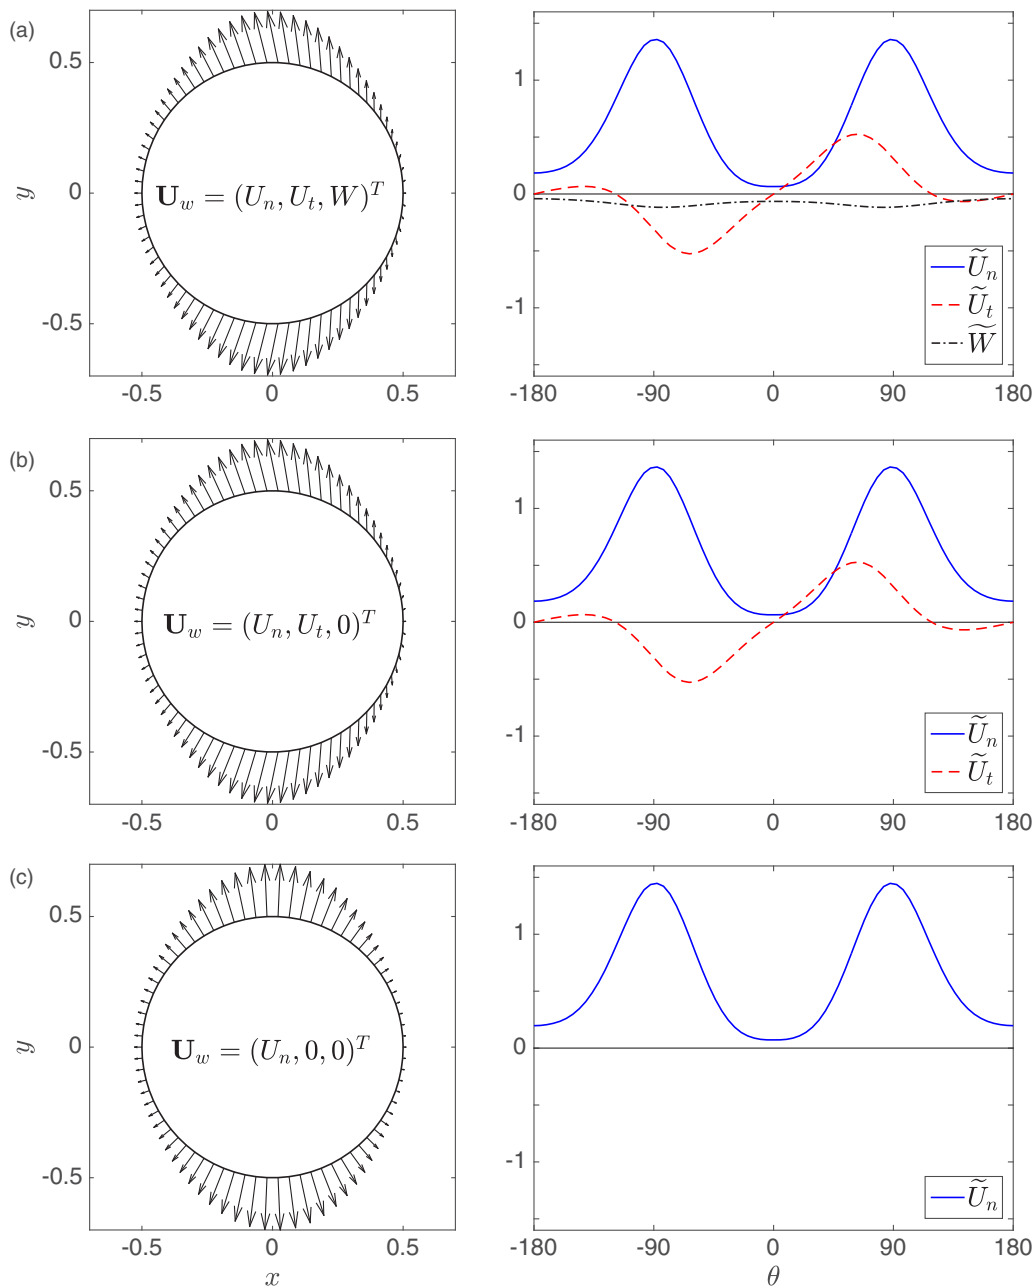 (a)
y
0.5
0
-0.5
-0.5
0
0.5
𝐔_w = (U_n, U_t, W)^T
1
0
-1
-180
-90
0
90
180
Ũ_n
Ũ_t
W̃
(b)
y
0.5
0
-0.5
-0.5
0
0.5
𝐔_w = (U_n, U_t, 0)^T
1
0
-1
-180
-90
0
90
180
Ũ_n
Ũ_t
(c)
y
0.5
0
-0.5
-0.5
0
0.5
x
𝐔_w = (U_n, 0, 0)^T
1
0
-1
-180
-90
0
90
180
θ
Ũ_n